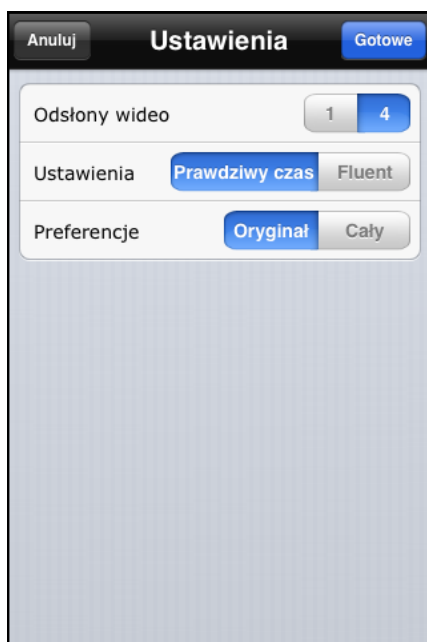 Anuluj Ustawienia Gotowe
Odsłony wideo 1 4
Ustawienia Prawdziwy czas Fluent
Preferencje Oryginał Cały